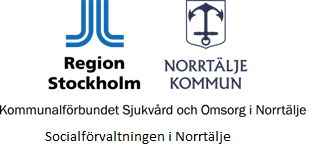 Region
Stockholm
NORRTÄLJE
KOMMUN
Kommunalförbundet Sjukvård och Omsorg i Norrtälje
Socialförvaltningen i Norrtälje